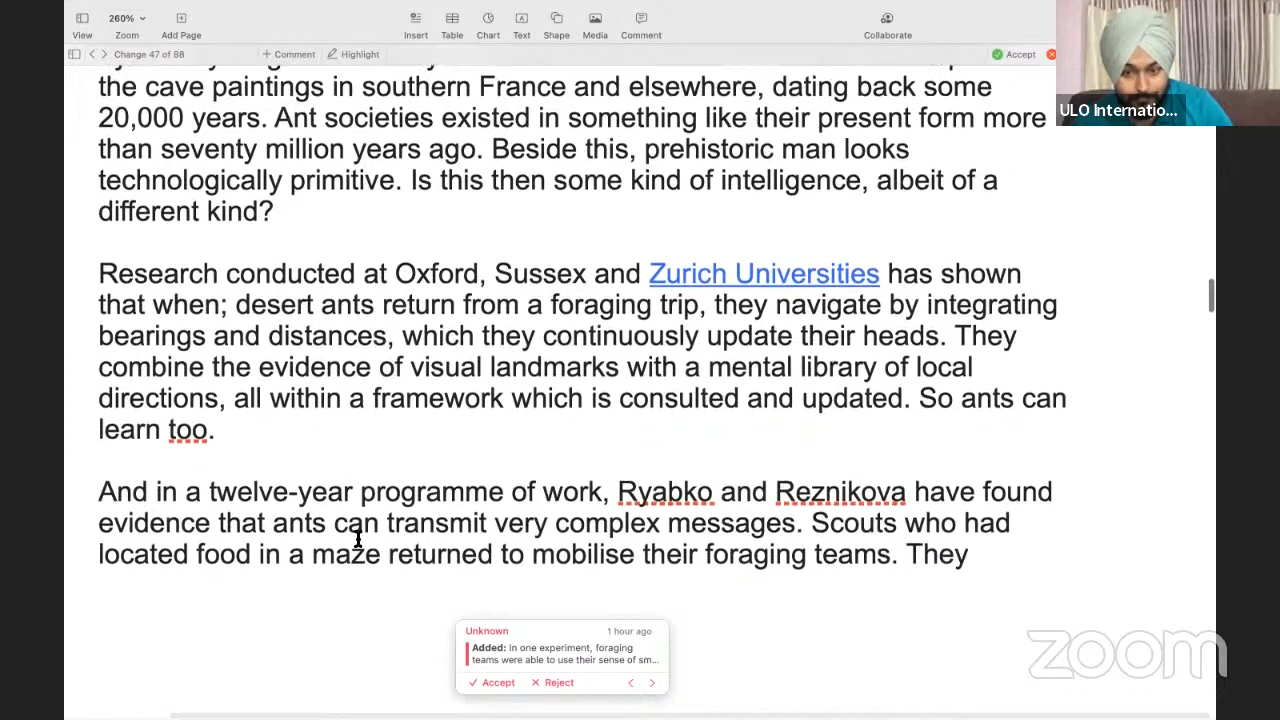 260%
View Zoom Add Page Insert Table Chart Text Shape Media Comment Collaborate
Change 47 of 88 Comment Highlight Accept
ULO Internatio...
the cave paintings in southern France and elsewhere, dating back some
20,000 years. Ant societies existed in something like their present form more
than seventy million years ago. Beside this, prehistoric man looks
technologically primitive. Is this then some kind of intelligence, albeit of a
different kind?
Research conducted at Oxford, Sussex and Zurich Universities has shown
that when; desert ants return from a foraging trip, they navigate by integrating
bearings and distances, which they continuously update their heads. They
combine the evidence of visual landmarks with a mental library of local
directions, all within a framework which is consulted and updated. So ants can
learn too.
And in a twelve-year programme of work, Ryabko and Reznikova have found
evidence that ants can transmit very complex messages. Scouts who had
located food in a maze returned to mobilise their foraging teams. They
Unknown 1 hour ago
Added: In one experiment, foraging
teams were able to use their sense of sm...
Accept Reject
zoom